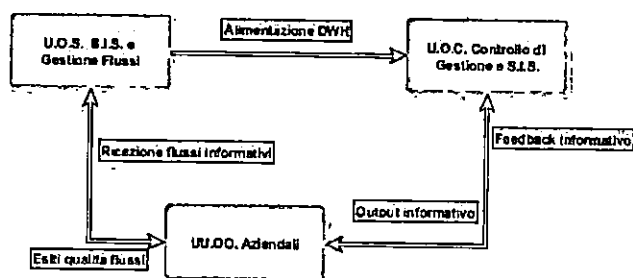 Alimentazione DWH
U.O.S. S.I.S. e
Gestione Flussi
U.O.C. Controllo di
Gestione e S.I.S.
Ricezione flussi informativi
Feedback informativo
Output informativo
UU.OO. Aziendali
Esiti qualità flussi